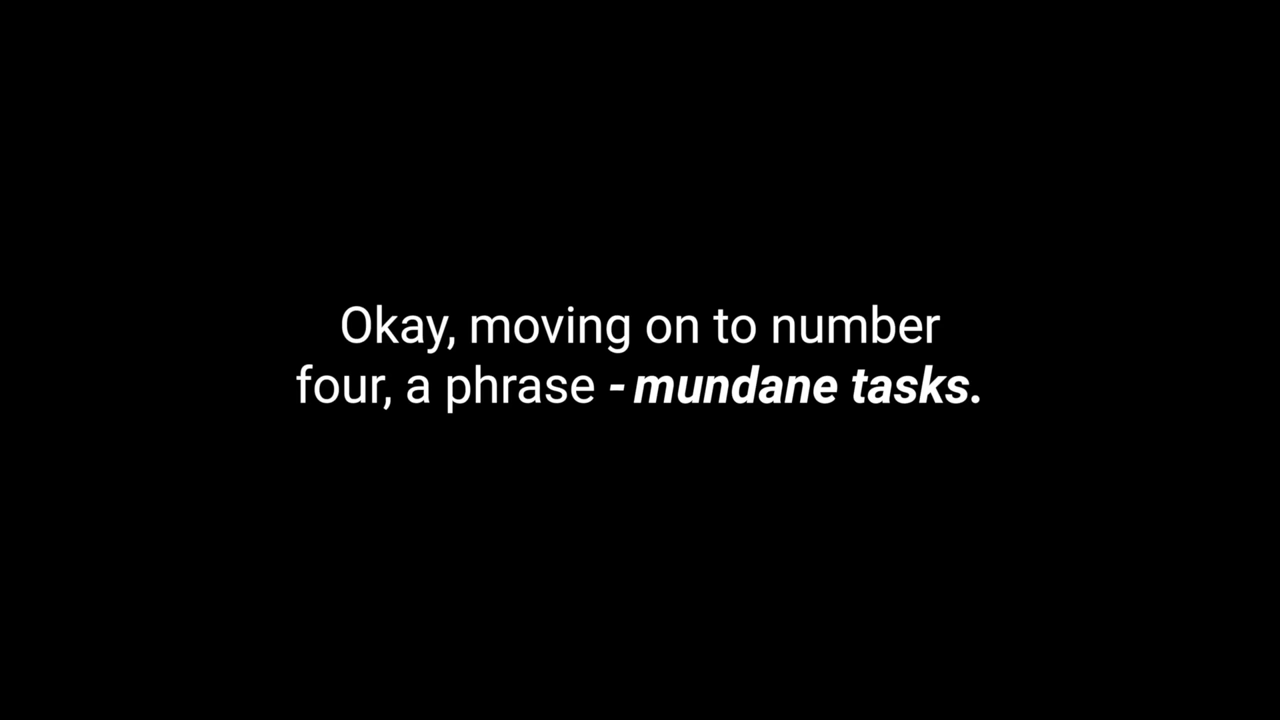 Okay, moving on to number
four, a phrase - mundane tasks.